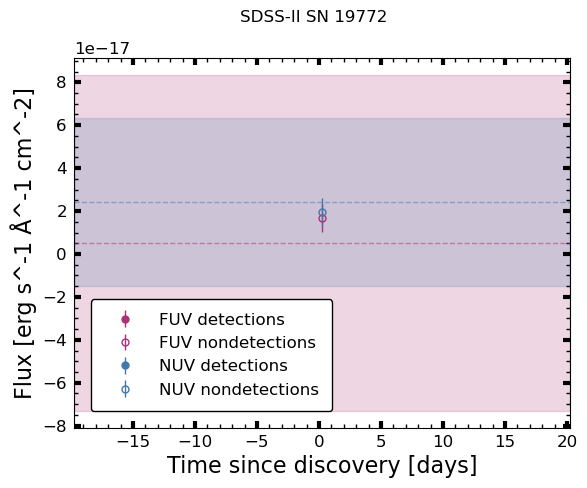 SDSS-II SN 19772
1e−17
8
6
4
2
0
−2
−4
−6
−8
Flux [erg s^-1 Å^-1 cm^-2]
FUV detections
FUV nondetections
NUV detections
NUV nondetections
−15 −10 −5 0 5 10 15 20
Time since discovery [days]